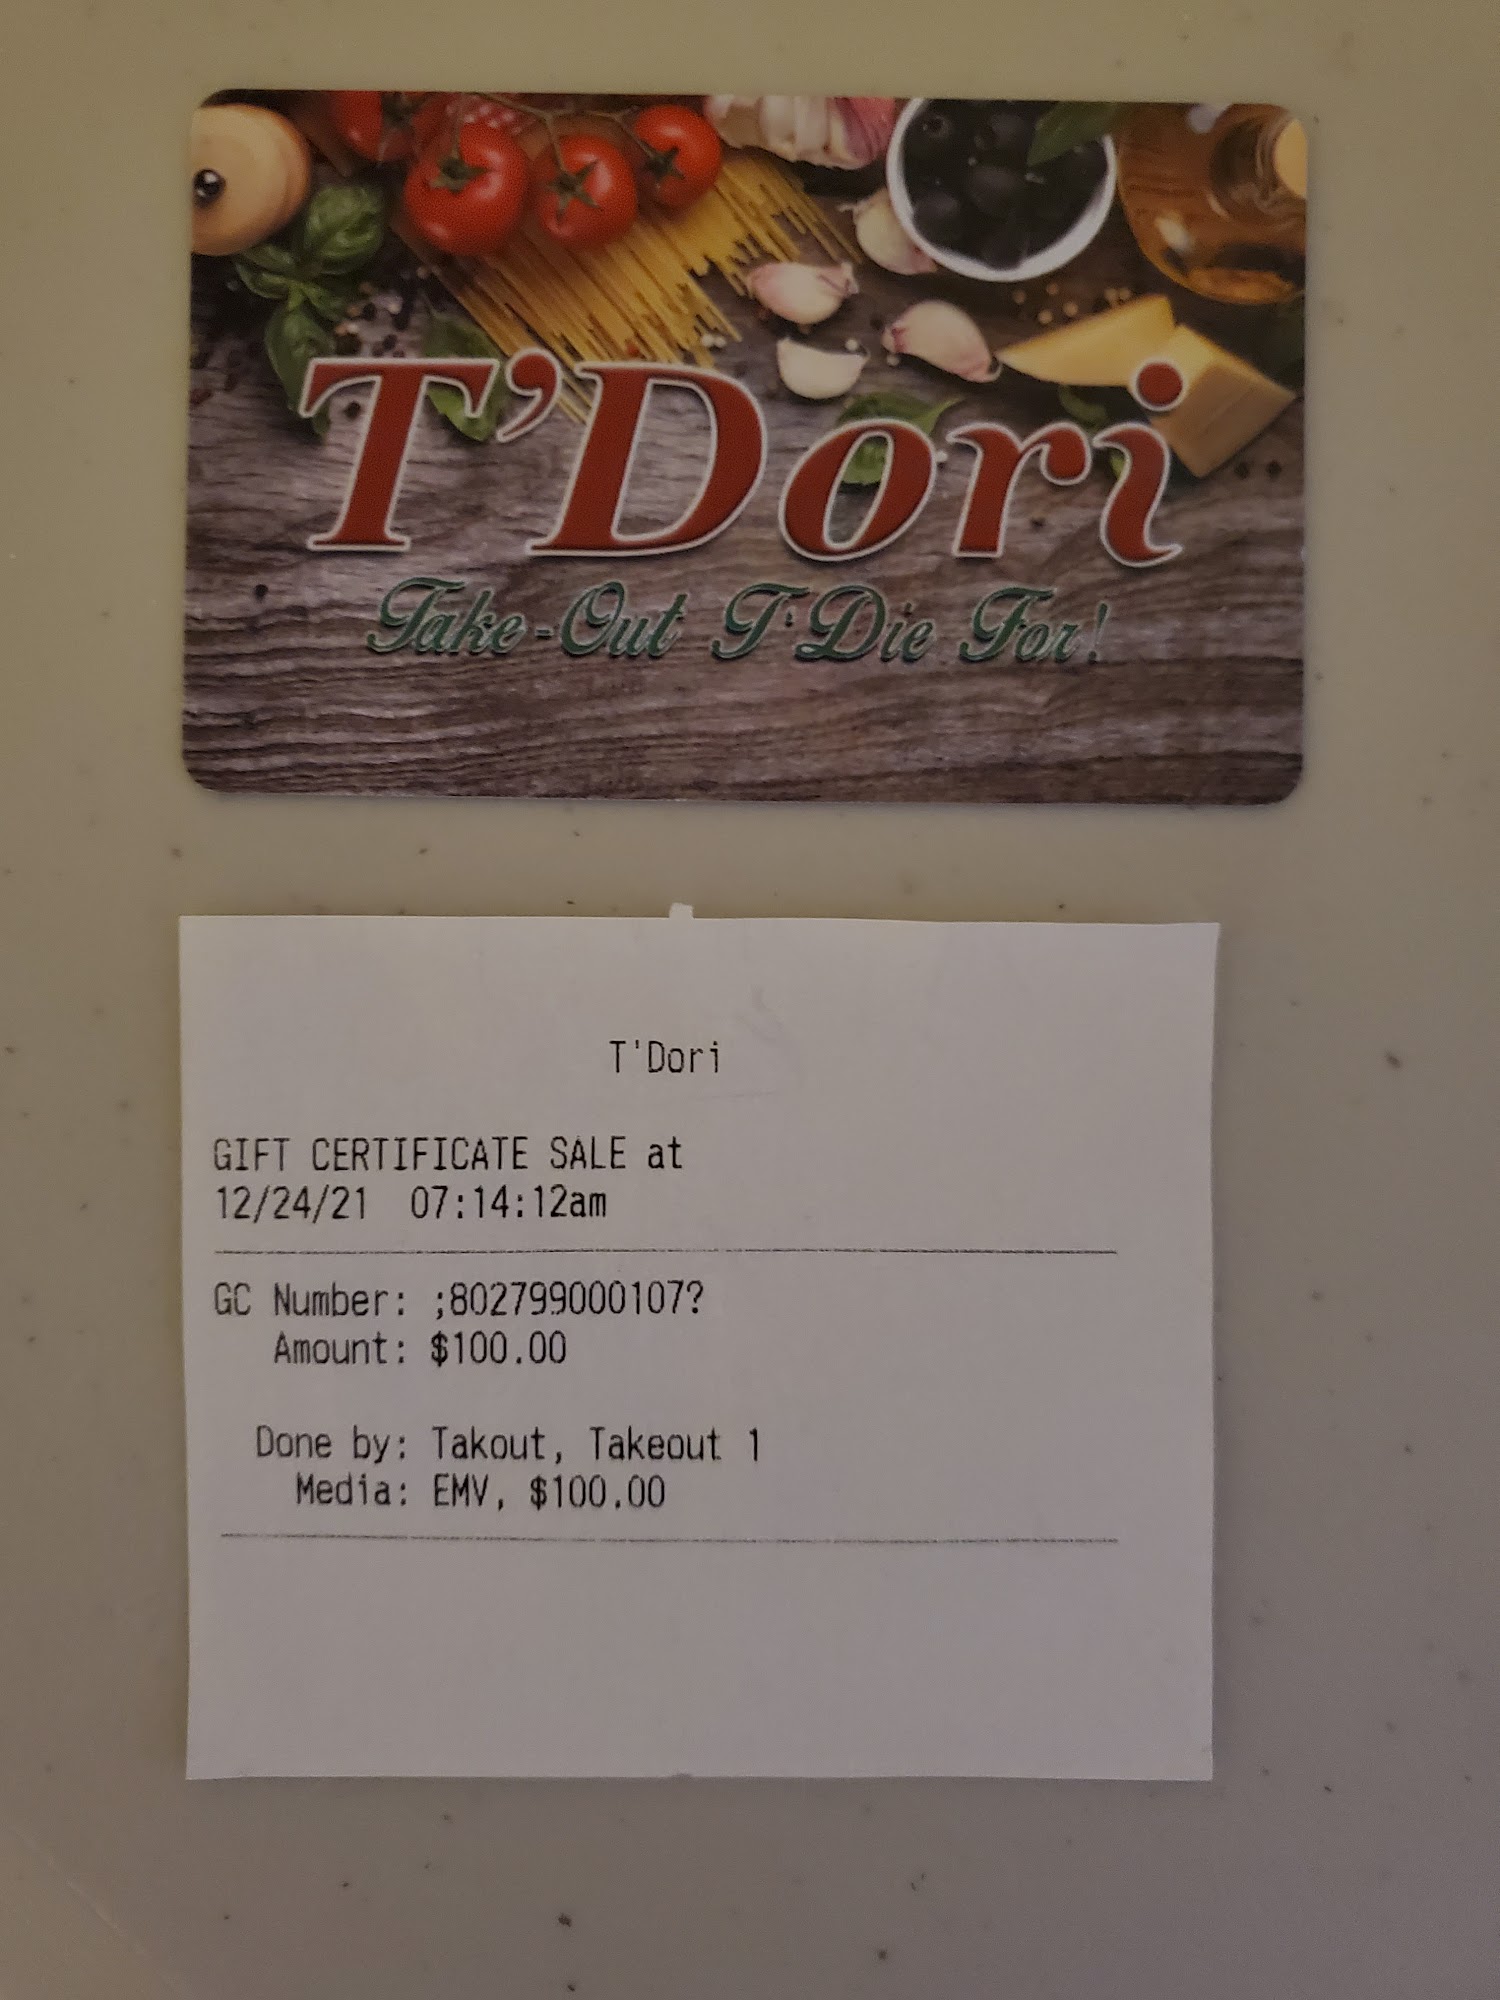 T'Dori
Take-Out T'Die For!
T'Dori
GIFT CERTIFICATE SALE at
12/24/21 07:14:12am
GC Number: ;8027990000107?
Amount: $100.00
Done by: Takout, Takeout 1
Media: EMV, $100.00